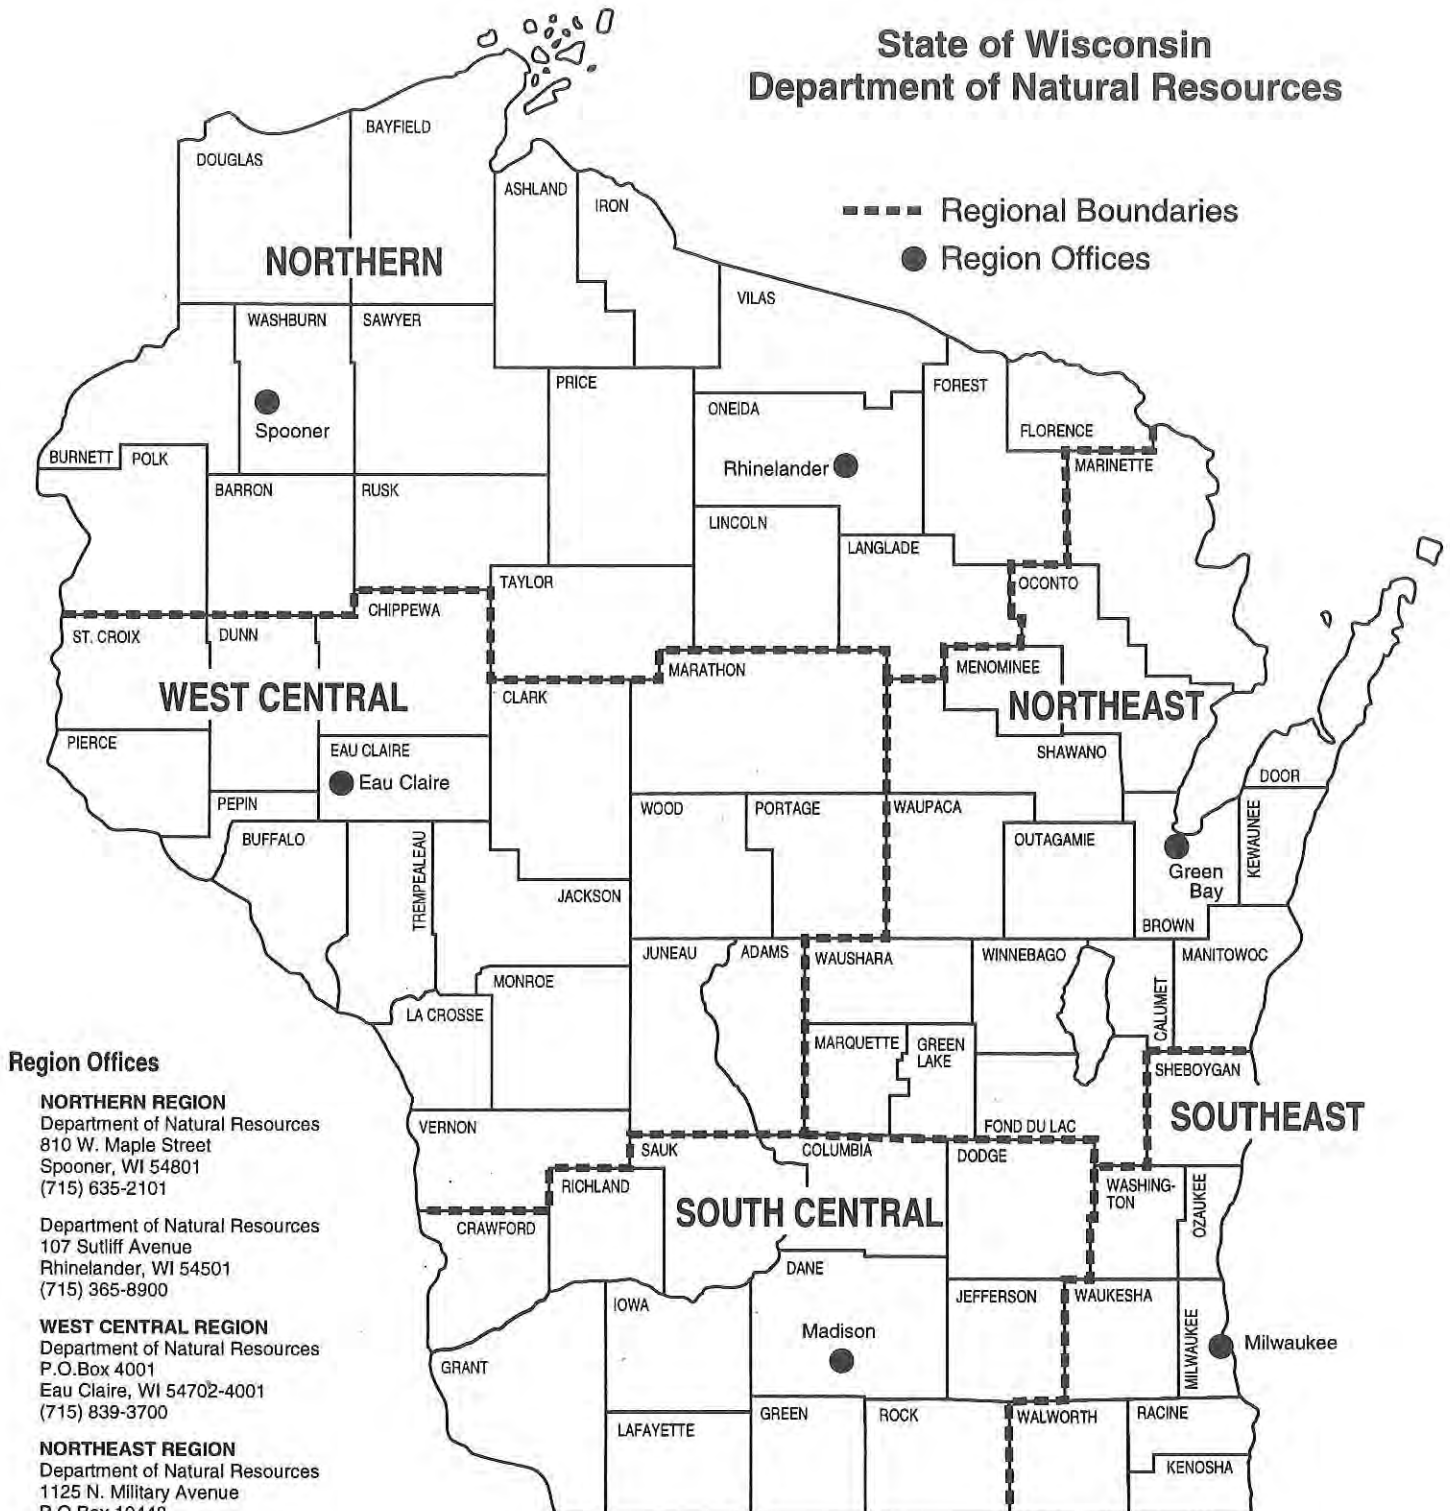 State of Wisconsin
Department of Natural Resources
Regional Boundaries
Region Offices
BAYFIELD
DOUGLAS
ASHLAND
IRON
NORTHERN
VILAS
WASHBURN
SAWYER
PRICE
FOREST
ONEIDA
Spooner
FLORENCE
BURNETT
POLK
Rhinelander
MARINETTE
BARRON
RUSK
LINCOLN
LANGLADE
TAYLOR
OCONTO
CHIPPEWA
ST. CROIX
DUNN
MARATHON
MENOMINEE
WEST CENTRAL
CLARK
NORTHEAST
PIERCE
EAU CLAIRE
SHAWANO
Eau Claire
DOOR
PEPIN
WOOD
PORTAGE
WAUPACA
KEWAUNEE
BUFFALO
TREMPEALEAU
OUTAGAMIE
Green
Bay
JACKSON
BROWN
JUNEAU
ADAMS
WAUSHARA
WINNEBAGO
MANITOWOC
MONROE
CALUMET
LA CROSSE
MARQUETTE
GREEN
LAKE
SHEBOYGAN
VERNON
FOND DU LAC
SOUTHEAST
SAUK
COLUMBIA
DODGE
RICHLAND
WASHING-
TON
OZAUKEE
CRAWFORD
SOUTH CENTRAL
DANE
IOWA
JEFFERSON
WAUKESHA
Madison
MILWAUKEE
Milwaukee
GRANT
LAFAYETTE
GREEN
ROCK
WALWORTH
RACINE
KENOSHA
Region Offices
NORTHERN REGION
Department of Natural Resources
810 W. Maple Street
Spooner, WI 54801
(715) 635-2101
Department of Natural Resources
107 Sutliff Avenue
Rhinelander, WI 54501
(715) 365-8900
WEST CENTRAL REGION
Department of Natural Resources
P.O.Box 4001
Eau Claire, WI 54702-4001
(715) 839-3700
NORTHEAST REGION
Department of Natural Resources
1125 N. Military Avenue